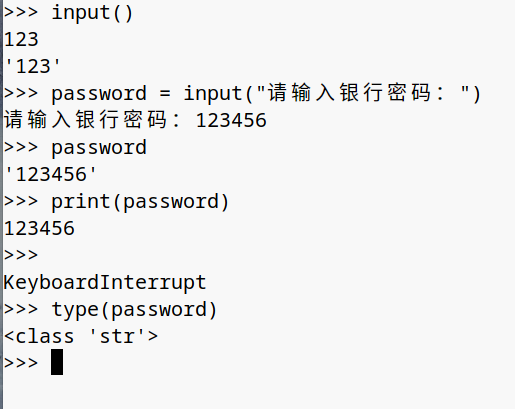 >>> input()
123
'123'
>>> password = input("请输入银行密码：")
请输入银行密码：123456
>>> password
'123456'
>>> print(password)
123456
>>>
KeyboardInterrupt
>>> type(password)
<class 'str'>
>>>